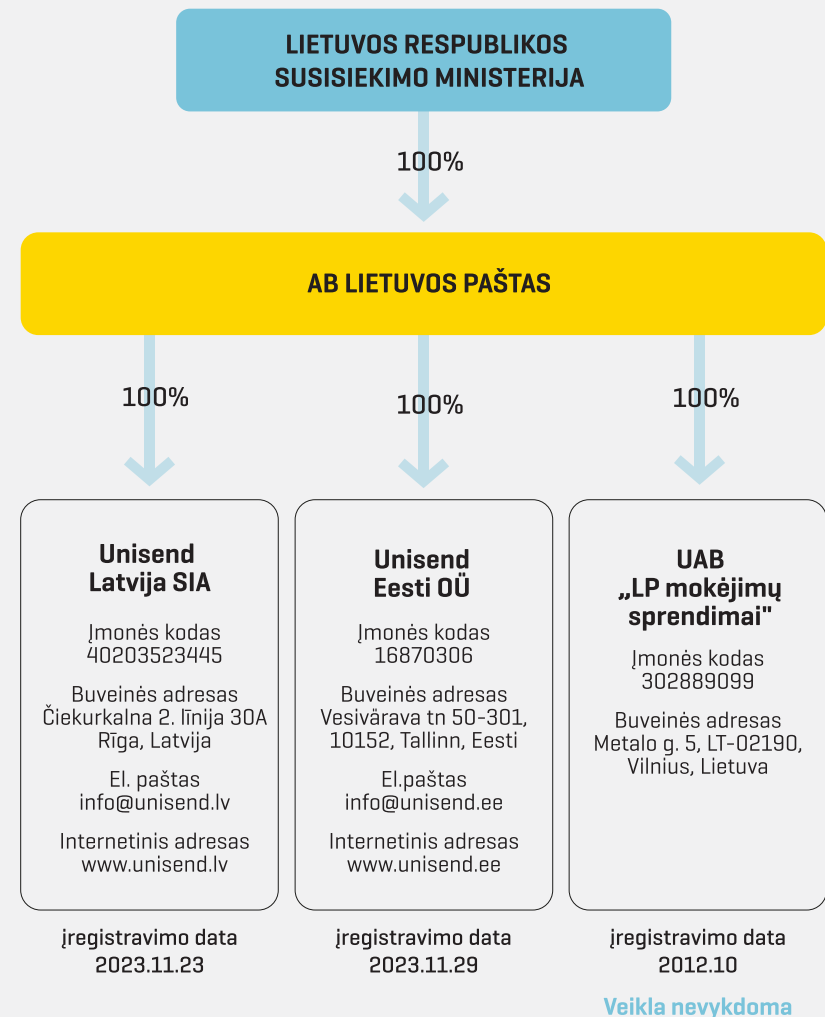 LIETUVOS RESPUBLIKOS
SUSISIEKIMO MINISTERIJA
100%
AB LIETUVOS PAŠTAS
100%
100%
100%
Unisend
Latvija SIA
Įmonės kodas
40203523445
Buveinės adresas
Čiekurkalna 2. līnija 30A
Rīga, Latvija
El. paštas
info@unisend.lv
Internetinis adresas
www.unisend.lv
įregistravimo data
2023.11.23
Unisend
Eesti OÜ
Įmonės kodas
16870306
Buveinės adresas
Vesivärava tn 50-301,
10152, Tallinn, Eesti
El.paštas
info@unisend.ee
Internetinis adresas
www.unisend.ee
įregistravimo data
2023.11.29
UAB
„LP mokėjimų
sprendimai"
Įmonės kodas
302889099
Buveinės adresas
Metalo g. 5, LT-02190,
Vilnius, Lietuva
įregistravimo data
2012.10
Veikla nevykdoma